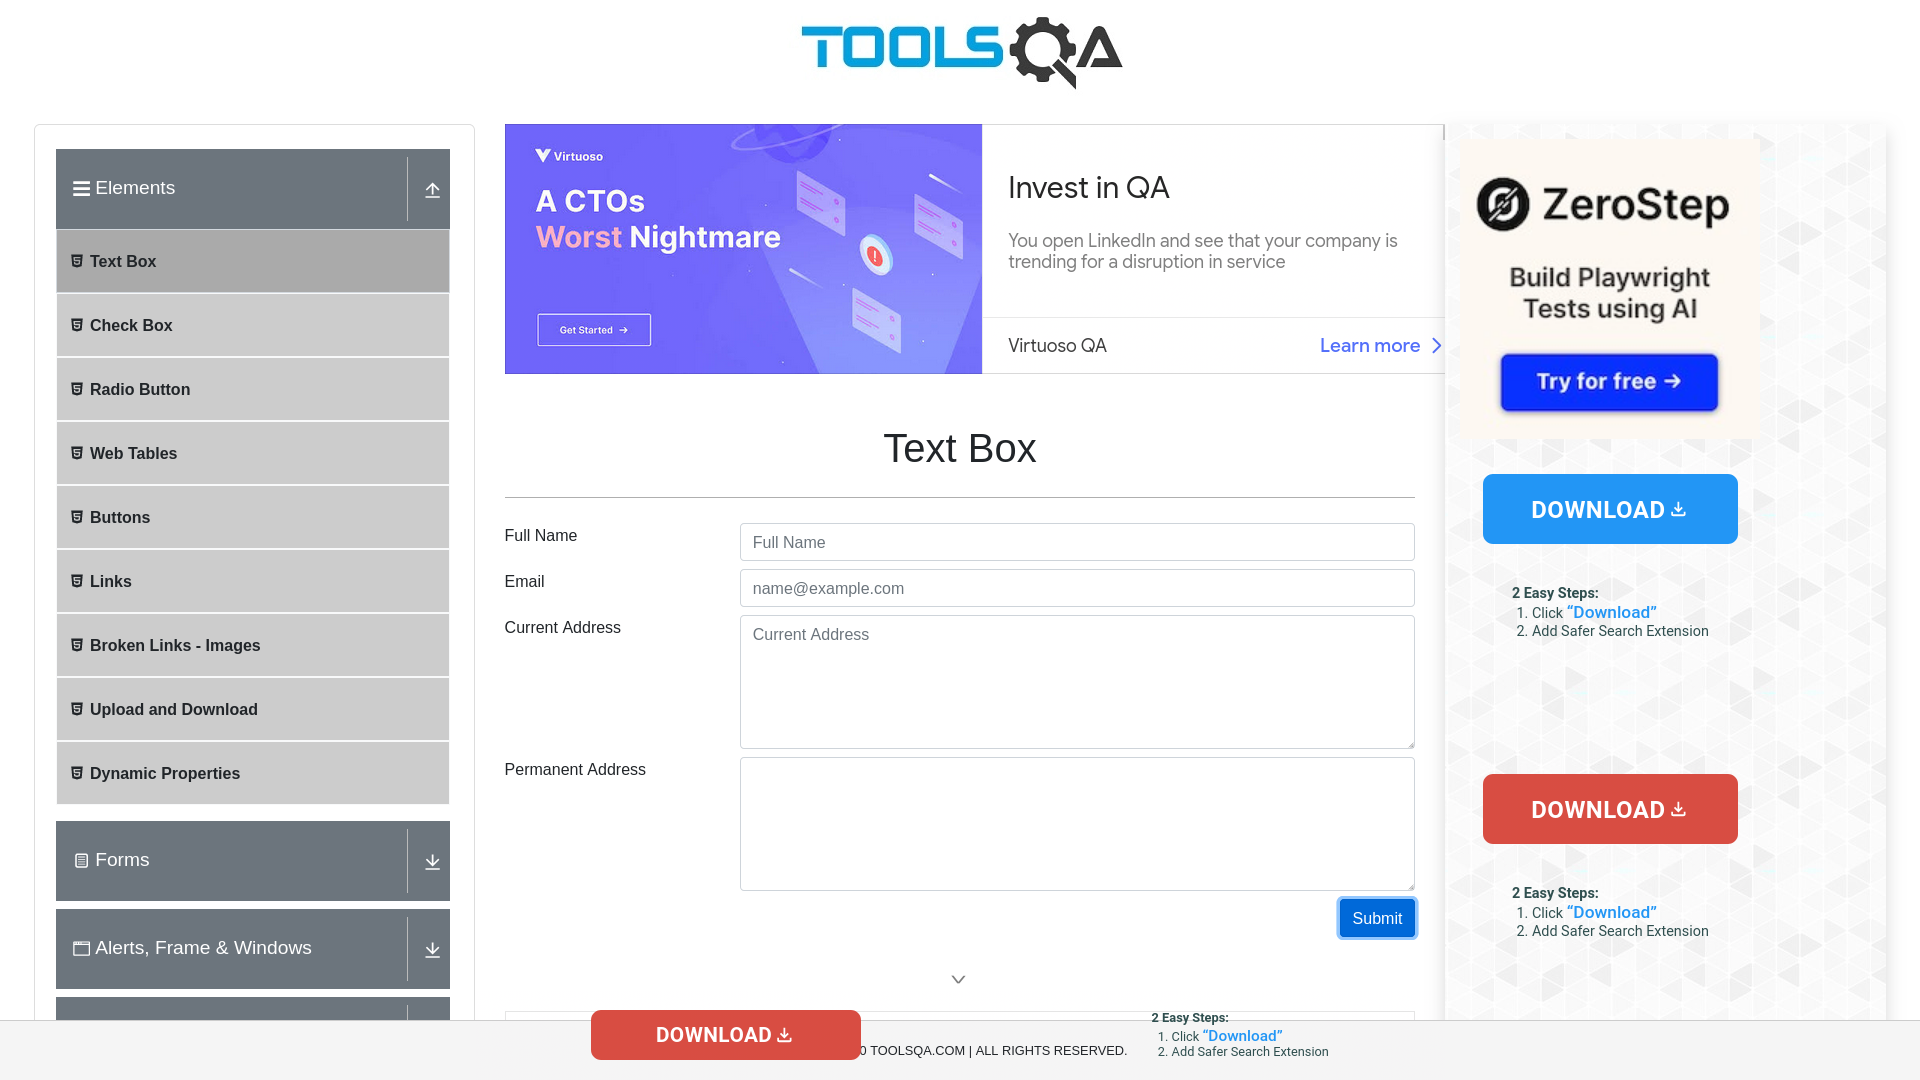 TOOLSQA
Elements
Text Box
Check Box
Radio Button
Web Tables
Buttons
Links
Broken Links - Images
Upload and Download
Dynamic Properties
Forms
Alerts, Frame & Windows
Virtuoso
A CTOs
Worst Nightmare
Get Started →
Invest in QA
You open LinkedIn and see that your company is
trending for a disruption in service
Virtuoso QA
Learn more
Text Box
Full Name
Full Name
Email
name@example.com
Current Address
Current Address
Permanent Address
Submit
ZeroStep
Build Playwright
Tests using AI
Try for free →
DOWNLOAD
2 Easy Steps:
1. Click “Download”
2. Add Safer Search Extension
DOWNLOAD
2 Easy Steps:
1. Click “Download”
2. Add Safer Search Extension
DOWNLOAD
TOOLSQA.COM | ALL RIGHTS RESERVED.
2 Easy Steps:
1. Click “Download”
2. Add Safer Search Extension